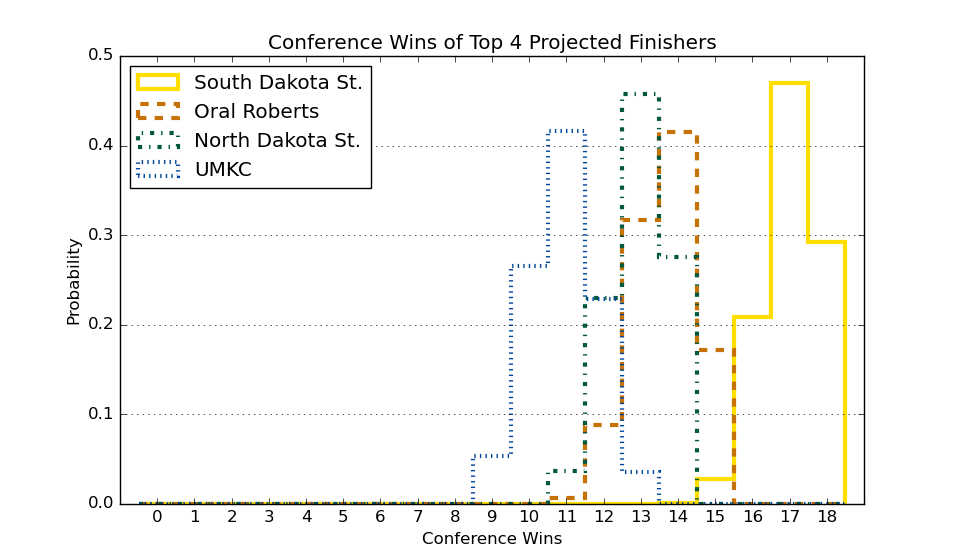 Conference Wins of Top 4 Projected Finishers
0.5
0.4
0.3
0.2
0.1
0.0
Probability
South Dakota St.
Oral Roberts
North Dakota St.
UMKC
0 1 2 3 4 5 6 7 8 9 10 11 12 13 14 15 16 17 18
Conference Wins